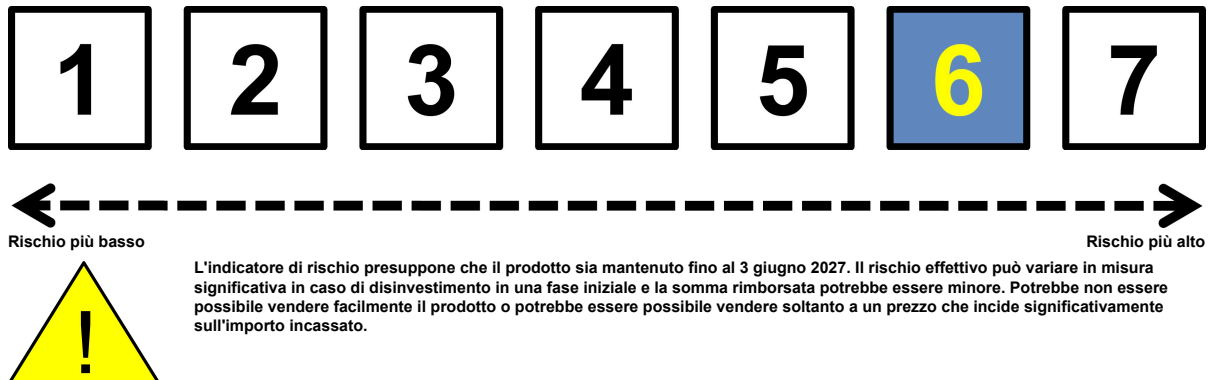 1 2 3 4 5 6 7
Rischio più basso Rischio più alto
L'indicatore di rischio presuppone che il prodotto sia mantenuto fino al 3 giugno 2027. Il rischio effettivo può variare in misura
significativa in caso di disinvestimento in una fase iniziale e la somma rimborsata potrebbe essere minore. Potrebbe non essere
possibile vendere facilmente il prodotto o potrebbe essere possibile vendere soltanto a un prezzo che incide significativamente
sull'importo incassato.
!